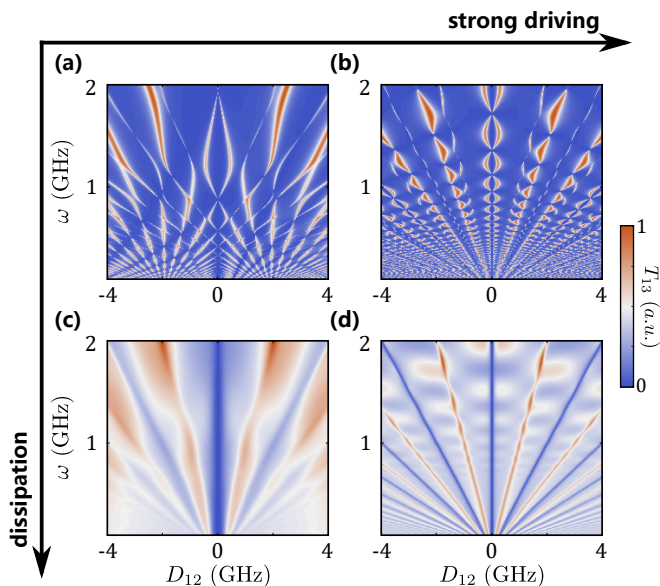 strong driving
dissipation
(a)
2
1
ω (GHz)
-4 0 4
(b)
2
1
-4 0 4
(c)
2
1
ω (GHz)
-4 0 4
D₁₂ (GHz)
(d)
2
1
-4 0 4
D₁₂ (GHz)
1
0
T₁₃ (a.u.)